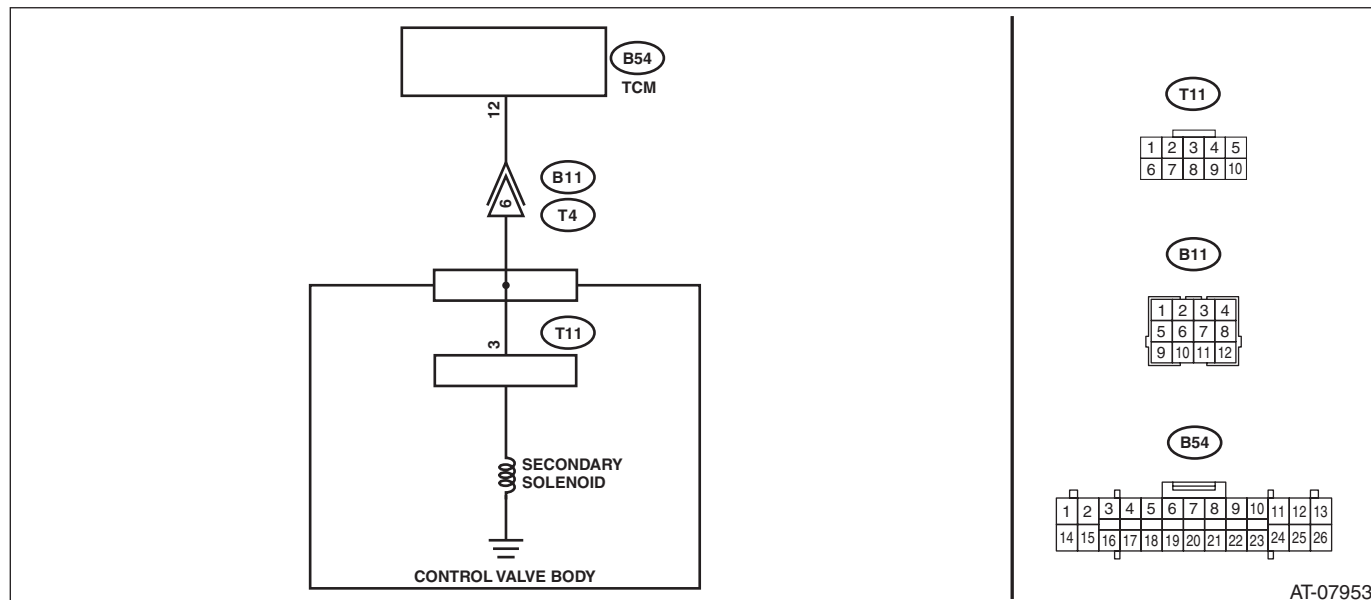 B54
TCM
12
B11
6
T4
T11
3
SECONDARY
SOLENOID
CONTROL VALVE BODY
T11
1 2 3 4 5
6 7 8 9 10
B11
1 2 3 4
5 6 7 8
9 10 11 12
B54
1 2 3 4 5 6 7 8 9 10 11 12 13
14 15 16 17 18 19 20 21 22 23 24 25 26
AT-07953